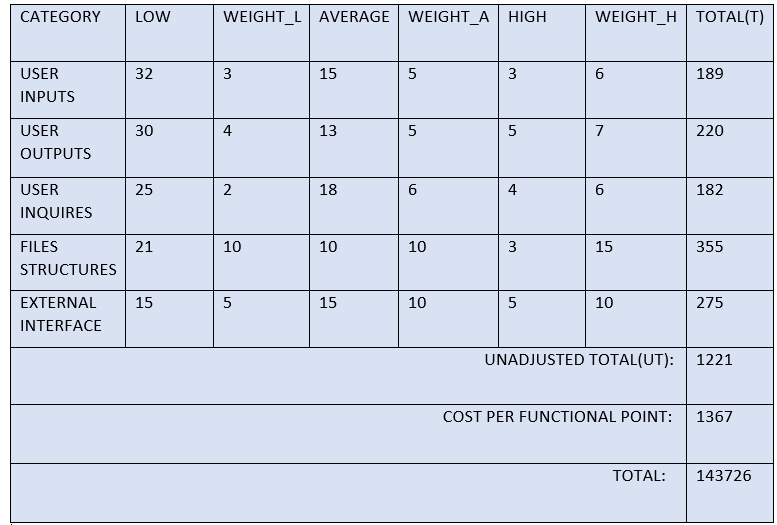 CATEGORY LOW WEIGHT_L AVERAGE WEIGHT_A HIGH WEIGHT_H TOTAL(T)
USER INPUTS 32 3 15 5 3 6 189
USER OUTPUTS 30 4 13 5 5 7 220
USER INQUIRES 25 2 18 6 4 6 182
FILES STRUCTURES 21 10 10 10 3 15 355
EXTERNAL INTERFACE 15 5 15 10 5 10 275
UNADJUSTED TOTAL(UT): 1221
COST PER FUNCTIONAL POINT: 1367
TOTAL: 143726